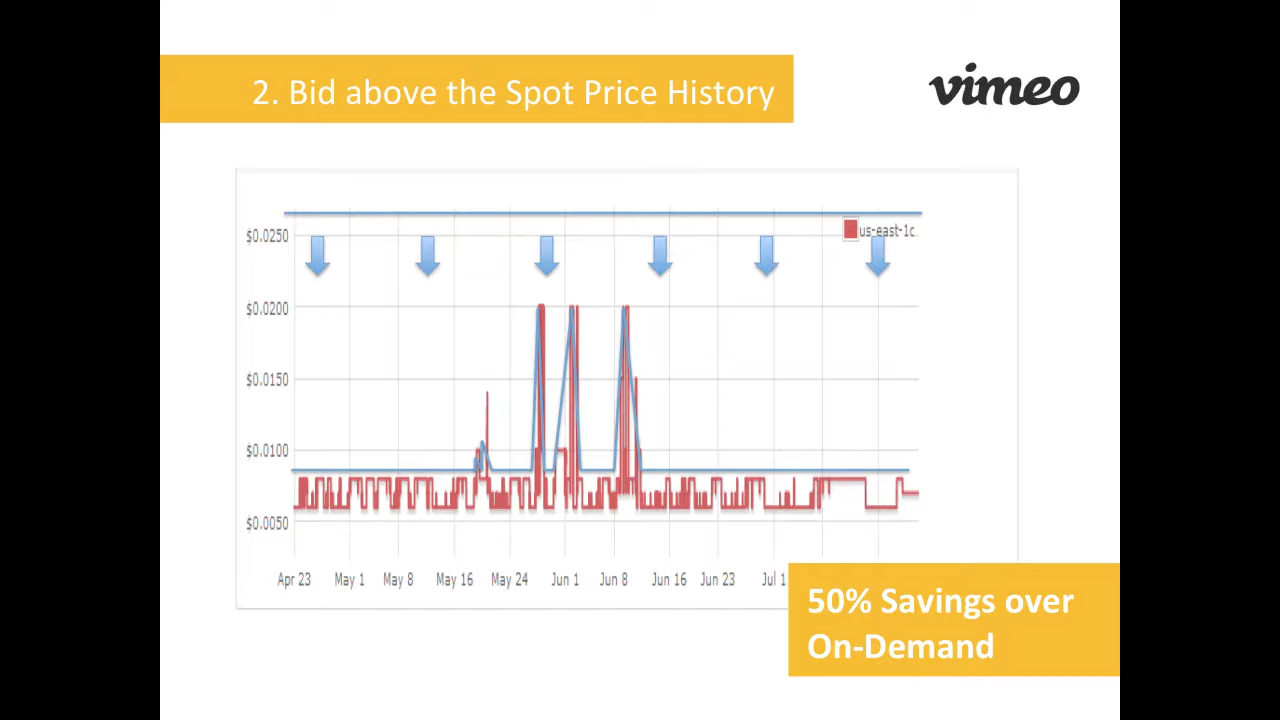 2. Bid above the Spot Price History
vimeo
us-east-1c
$0.0250
$0.0200
$0.0150
$0.0100
$0.0050
Apr 23 May 1 May 8 May 16 May 24 Jun 1 Jun 8 Jun 16 Jun 23 Jul 1
50% Savings over
On-Demand